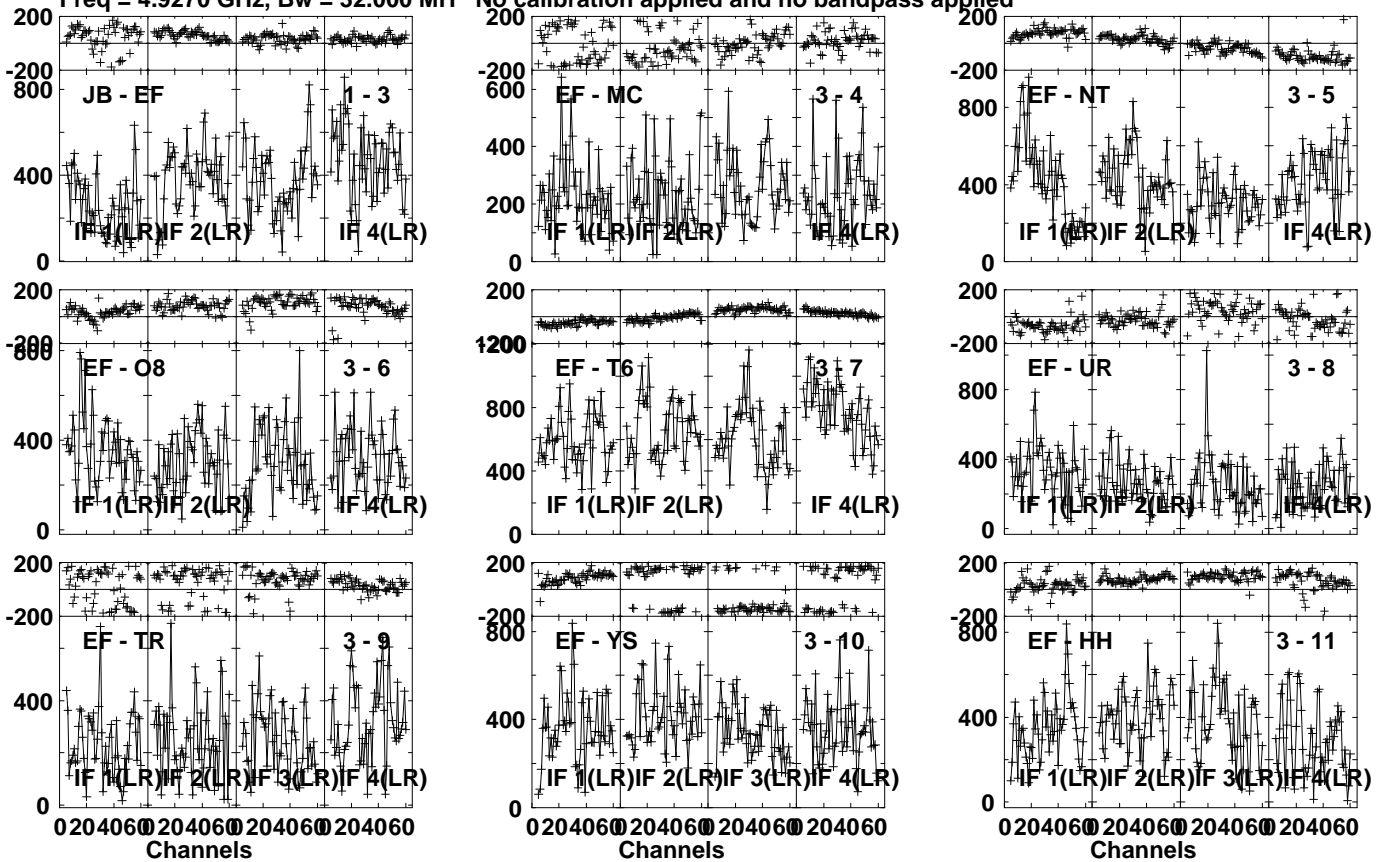 Freq = 4.9270 GHz, Bw = 32.000 MH No calibration applied and no bandpass applied
200 200 200
-200 -200 -200
800 JB - EF 1 - 3 600 EF - MC 3 - 4 800 EF - NT 3 - 5
400 400 400
200
IF 1(LR) IF 2(LR) IF 4(LR) IF 1(LR) IF 2(LR) IF 4(LR) IF 1(LR) IF 2(LR) IF 4(LR)
0 0 0
200 200 200
-200 -200 -200
800 EF - O8 3 - 6 1200 EF - T6 3 - 7 EF - UR 3 - 8
800 800
400 400 400
IF 1(LR) IF 2(LR) IF 4(LR) IF 1(LR) IF 2(LR) IF 4(LR) IF 1(LR) IF 2(LR) IF 4(LR)
0 0 0
200 200 200
-200 -200 -200
EF - TR 3 - 9 800 EF - YS 3 - 10 800 EF - HH 3 - 11
400 400 400
IF 1(LR) IF 2(LR) IF 3(LR) IF 4(LR) IF 1(LR) IF 2(LR) IF 3(LR) IF 4(LR) IF 1(LR) IF 2(LR) IF 3(LR) IF 4(LR)
0 0 0
0 20 40 60 0 20 40 60 0 20 40 60 0 20 40 60 0 20 40 60 0 20 40 60 0 20 40 60 0 20 40 60 0 20 40 60 0 20 40 60 0 20 40 60 0 20 40 60
Channels Channels Channels